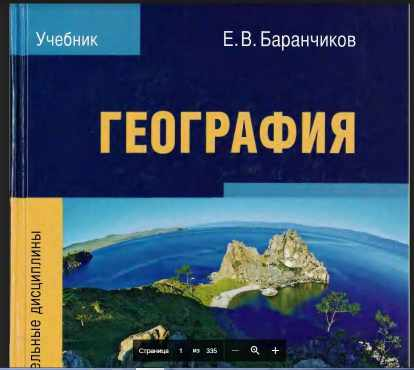 Учебник
Е. В. Баранчиков
ГЕОГРАФИЯ
ельные дисциплины
Страница 1 из 335 — +